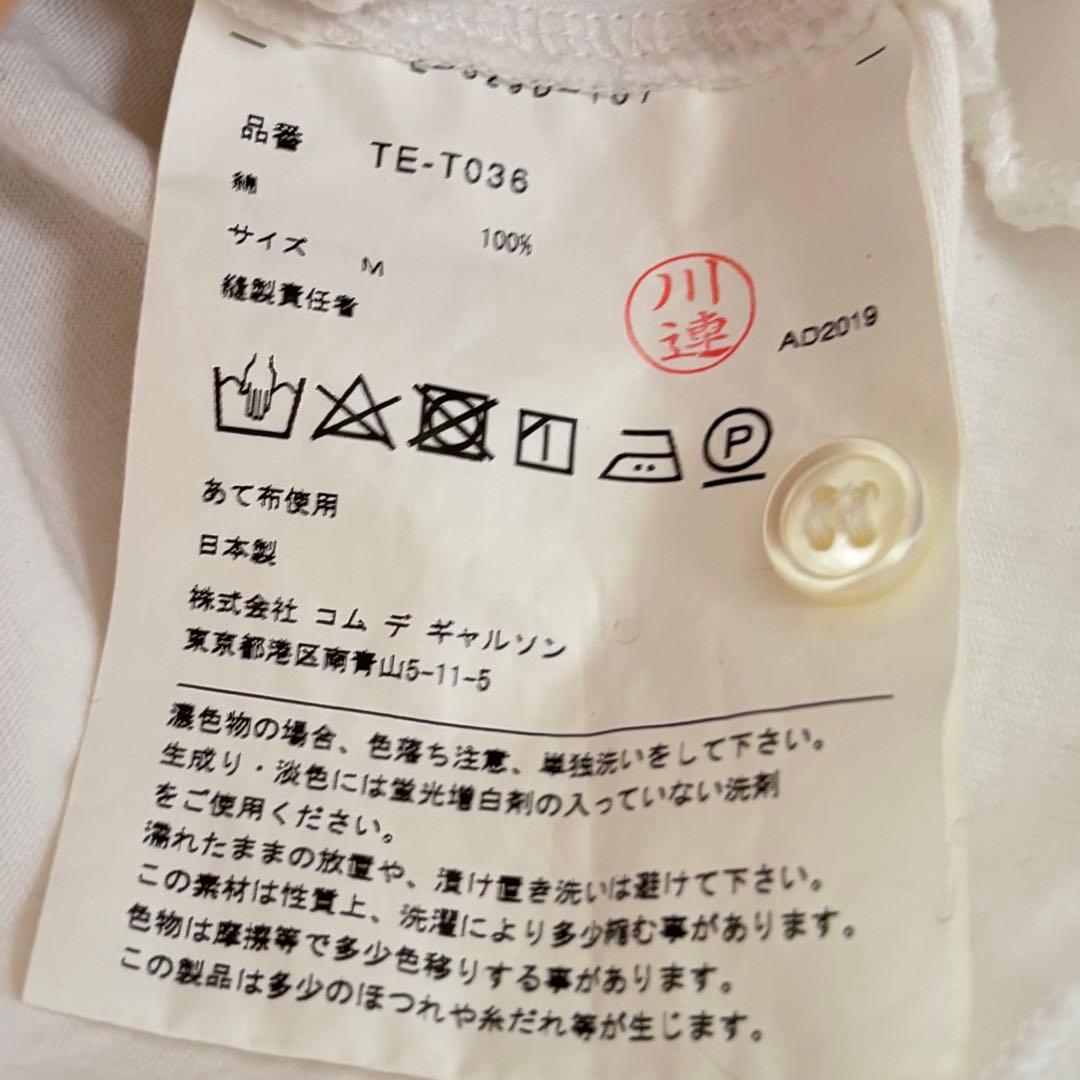 品番 TE-T036
綿 100%
サイズ M
縫製責任者
川連
AD2019
P
あて布使用
日本製
株式会社 コム デ ギャルソン
東京都港区南青山5-11-5
濃色物の場合、色落ち注意、単独洗いをして下さい。
生成り・淡色には蛍光増白剤の入っていない洗剤
をご使用ください。
濡れたままの放置や、漬け置き洗いは避けて下さい。
この素材は性質上、洗濯により多少縮む事があります。
色物は摩擦等で多少色移りする事があります。
この製品は多少のほつれや糸だれ等が生じます。